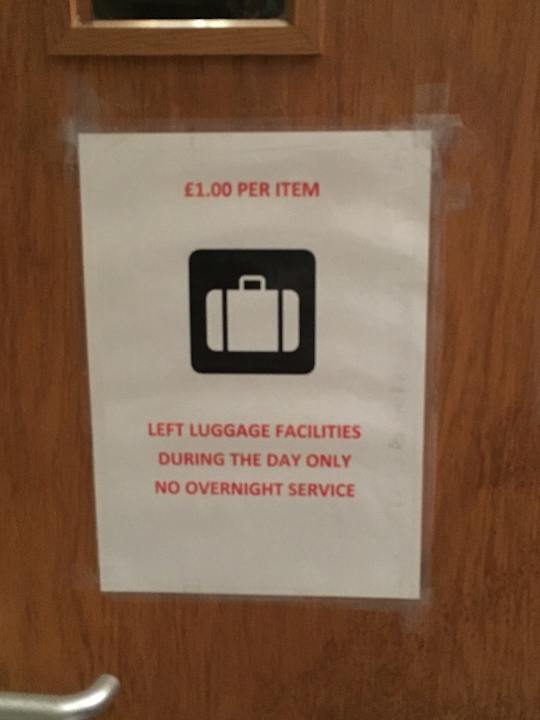 £1.00 PER ITEM
LEFT LUGGAGE FACILITIES
DURING THE DAY ONLY
NO OVERNIGHT SERVICE